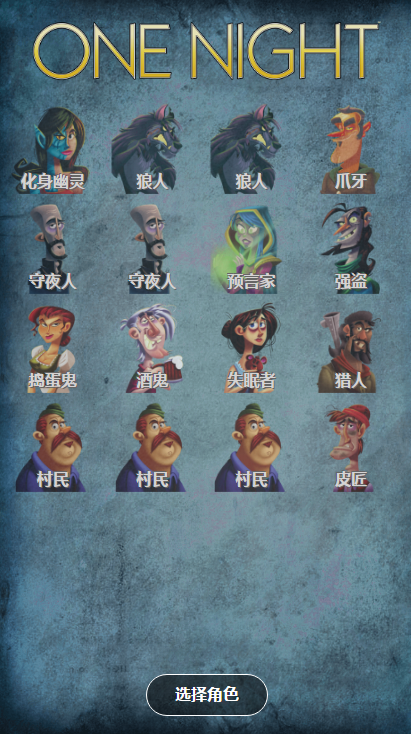 ONE NIGHT
化身幽灵 狼人 狼人 爪牙
守夜人 守夜人 预言家 强盗
捣蛋鬼 酒鬼 失眠者 猎人
村民 村民 村民 皮匠
选择角色